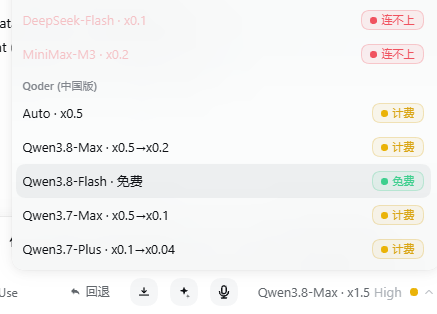 ata
DeepSeek-Flash · x0.1 连不上
nt (
MiniMax-M3 · x0.2 连不上
Qoder (中国版)
Auto · x0.5 计费
Qwen3.8-Max · x0.5→x0.2 计费
Qwen3.8-Flash · 免费 免费
Qwen3.7-Max · x0.5→x0.1 计费
Qwen3.7-Plus · x0.1→x0.04 计费
Use 回退 Qwen3.8-Max · x1.5 High